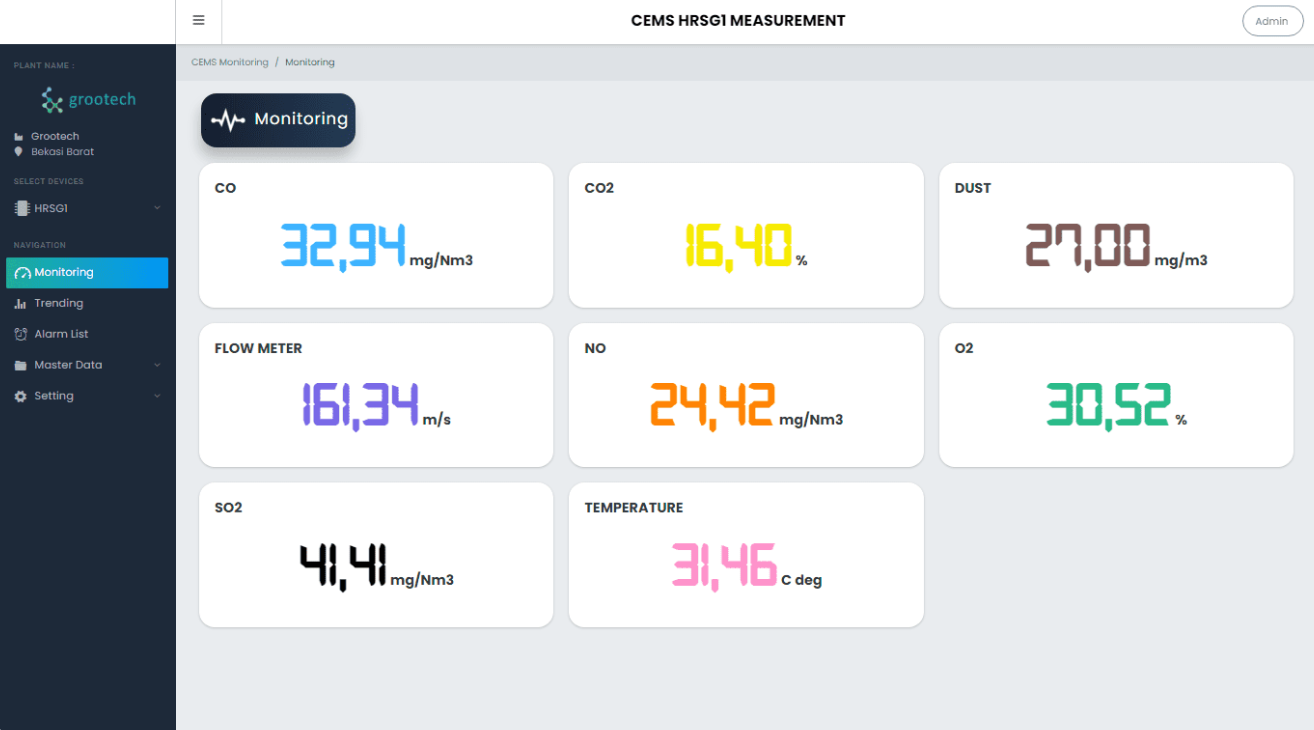 CEMS HRSG1 MEASUREMENT
Admin
PLANT NAME :
grootech
Grootech
Bekasi Barat
SELECT DEVICES
HRSG1
NAVIGATION
Monitoring
Trending
Alarm List
Master Data
Setting
CEMS Monitoring / Monitoring
Monitoring
CO
32,94 mg/Nm3
CO2
16,40 %
DUST
27,00 mg/m3
FLOW METER
161,34 m/s
NO
24,42 mg/Nm3
O2
30,52 %
SO2
41,41 mg/Nm3
TEMPERATURE
31,46 C deg